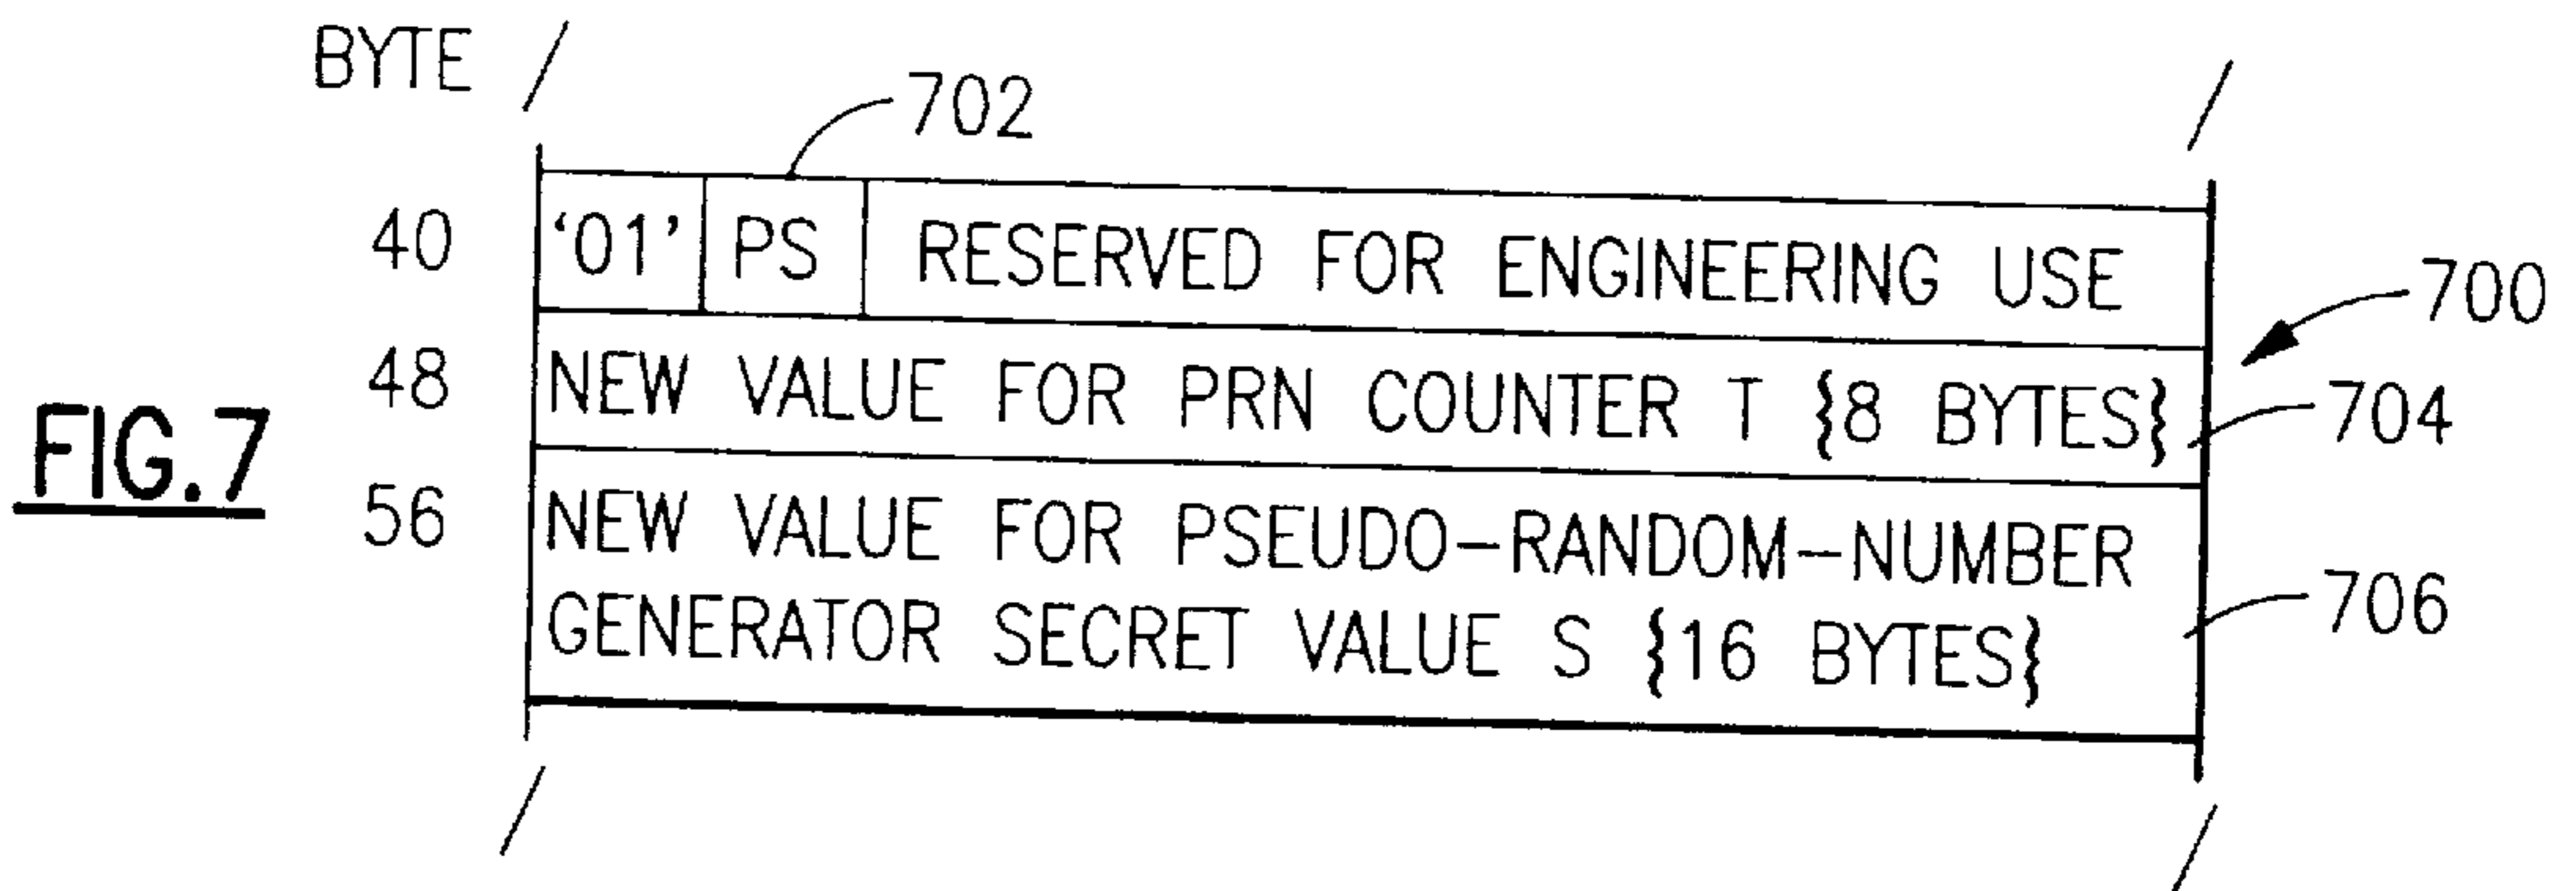 BYTE
702
40 '01' PS RESERVED FOR ENGINEERING USE
700
48 NEW VALUE FOR PRN COUNTER T {8 BYTES}
704
FIG.7
56 NEW VALUE FOR PSEUDO-RANDOM-NUMBER
GENERATOR SECRET VALUE S {16 BYTES}
706